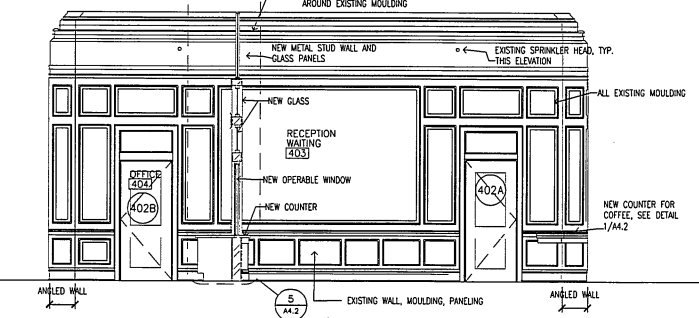 AROUND EXISTING MOULDING
NEW METAL STUD WALL AND
GLASS PANELS
EXISTING SPRINKLER HEAD, TYP.
THIS ELEVATION
ALL EXISTING MOULDING
NEW GLASS
RECEPTION
WAITING
403
OFFICE
404
402B
NEW OPERABLE WINDOW
402A
NEW COUNTER
NEW COUNTER FOR
COFFEE, SEE DETAIL
1/A4.2
ANGLED WALL
5
A4.2
EXISTING WALL, MOULDING, PANELING
ANGLED WALL